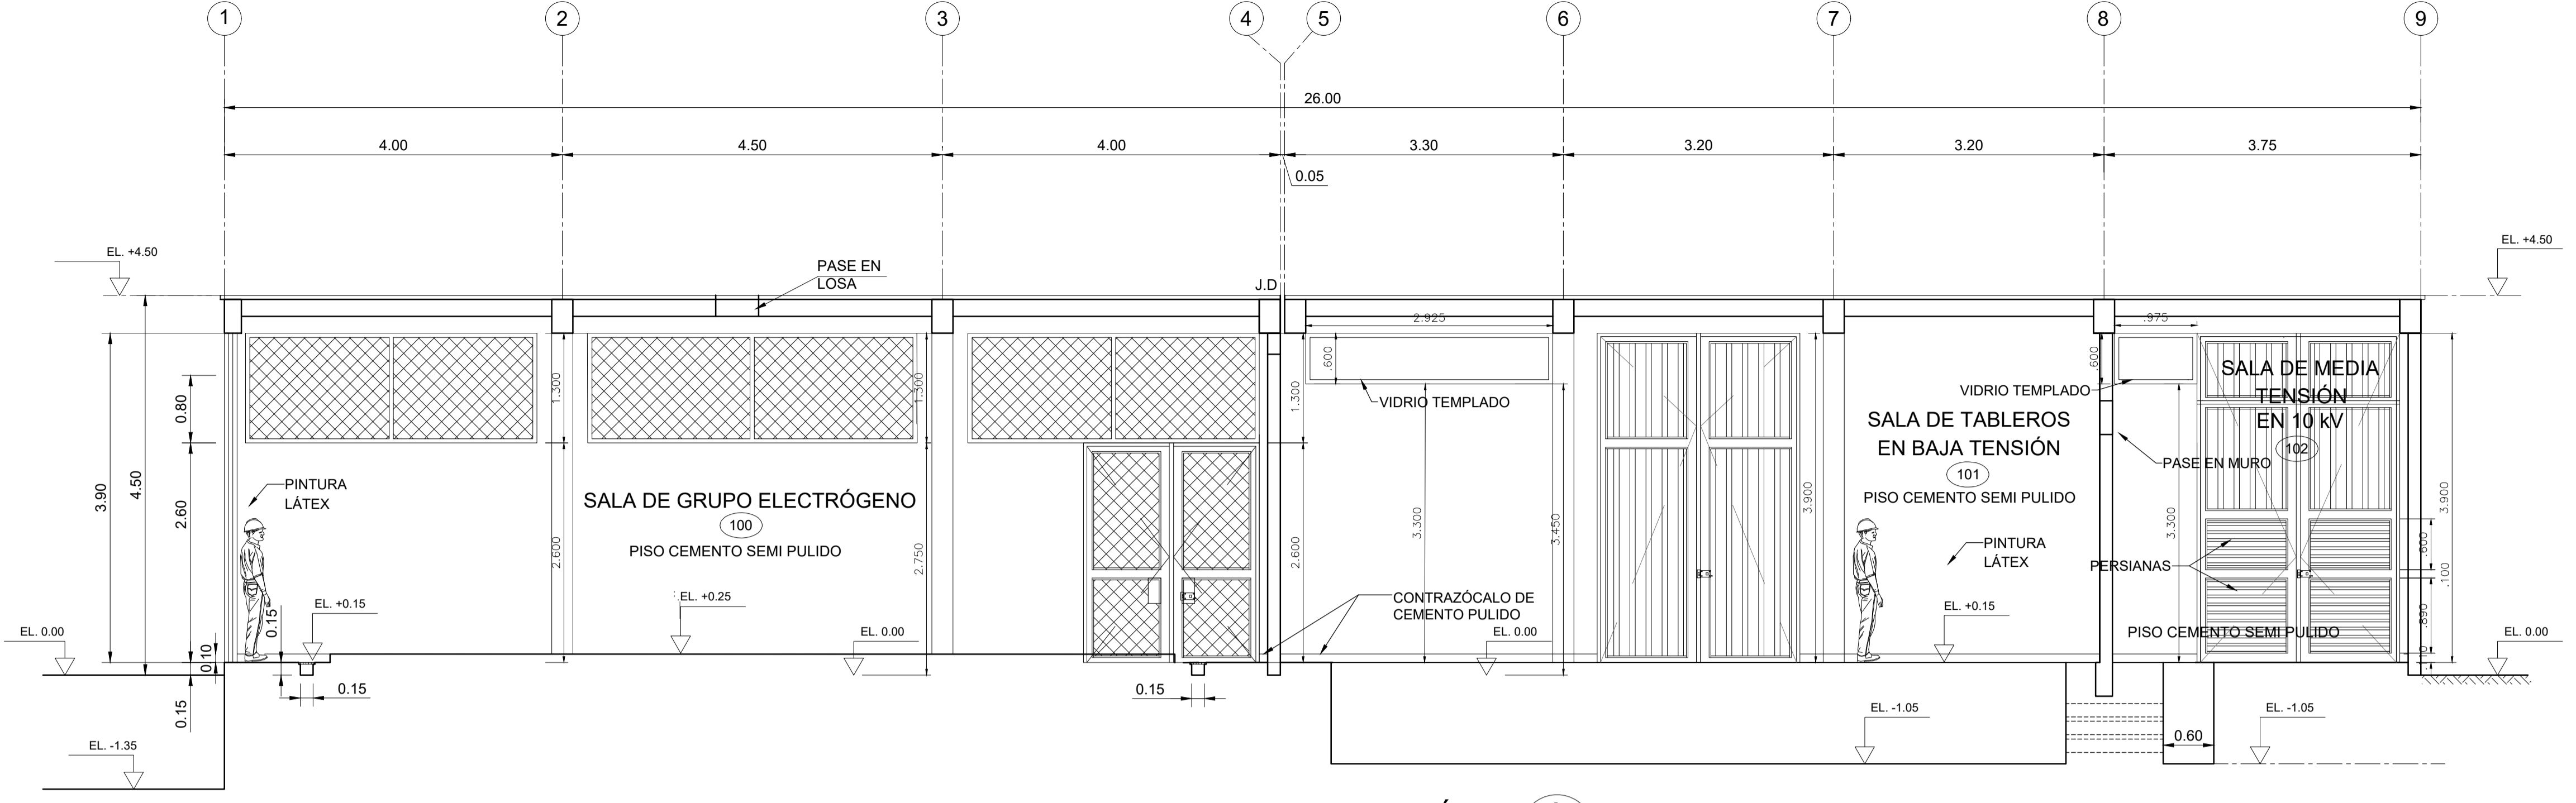 1 2 3 4 5 6 7 8 9
26.00
4.00 4.50 4.00 3.30 3.20 3.20 3.75
0.05
EL. +4.50
EL. +4.50
PASE EN
LOSA
J.D
2.925
.975
.600
.600
1.300
1.300
1.300
0.80
3.90
4.50
2.60
VIDRIO TEMPLADO
VIDRIO TEMPLADO
SALA DE MEDIA
TENSIÓN
EN 10 kV
102
SALA DE TABLEROS
EN BAJA TENSIÓN
101
PISO CEMENTO SEMI PULIDO
PASE EN MURO
PINTURA
LÁTEX
SALA DE GRUPO ELECTRÓGENO
100
PISO CEMENTO SEMI PULIDO
2.600
2.750
2.600
3.300
3.450
3.900
3.300
3.900
.600
.100
.890
PINTURA
LÁTEX
PERSIANAS
CONTRAZÓCALO DE
CEMENTO PULIDO
PISO CEMENTO SEMI PULIDO
EL. 0.00
EL. +0.15
EL. +0.25
EL. 0.00
EL. 0.00
EL. +0.15
EL. 0.00
0.10
0.15
0.15
0.15
0.15
EL. -1.35
EL. -1.05
EL. -1.05
0.60